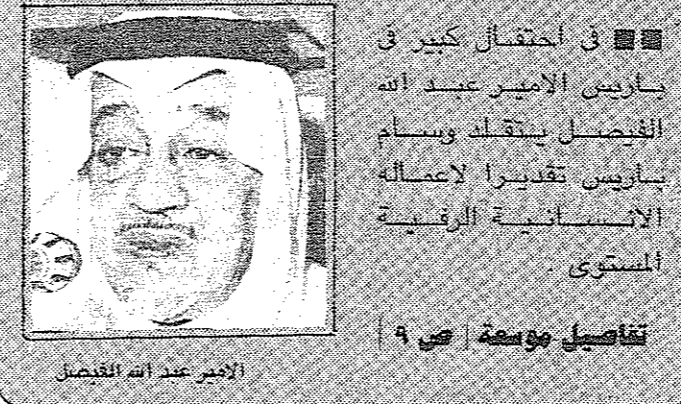 في احتفال كبير في
باريس الامير عبد الله
الفيصل يتقلد وسام
باريس تقديرا لاعماله
الانسانية الرفيعة
المستوى .
تفاصيل موسعة | ص ٩ |
الامير عبد الله الفيصل